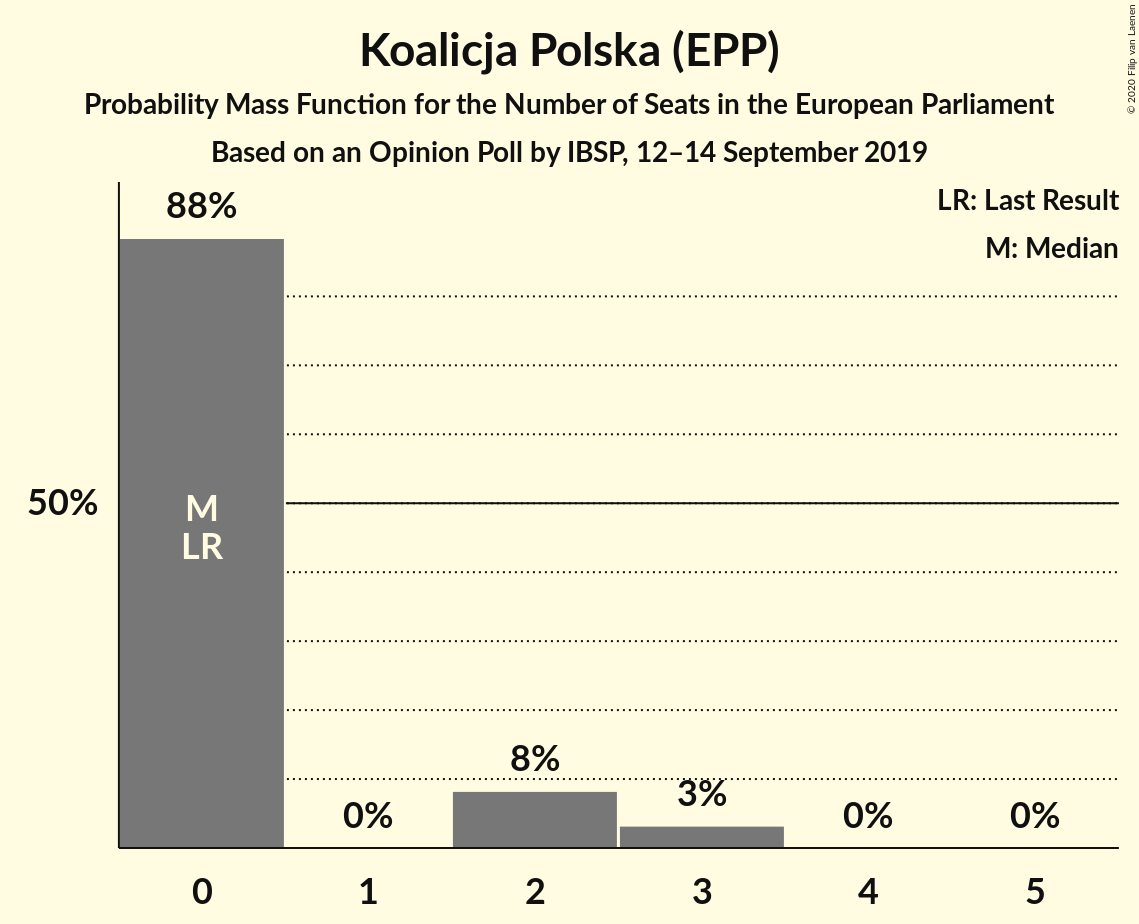 Koalicja Polska (EPP)
Probability Mass Function for the Number of Seats in the European Parliament
Based on an Opinion Poll by IBSP, 12–14 September 2019
© 2020 Filip van Laenen
LR: Last Result
M: Median
88%
50%
M
LR
0%
8%
3%
0%
0%
0
1
2
3
4
5